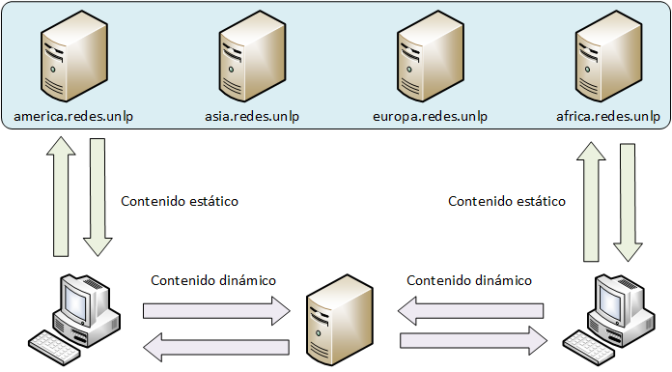 america.redes.unlp
asia.redes.unlp
europa.redes.unlp
africa.redes.unlp
Contenido estático
Contenido estático
Contenido dinámico
Contenido dinámico